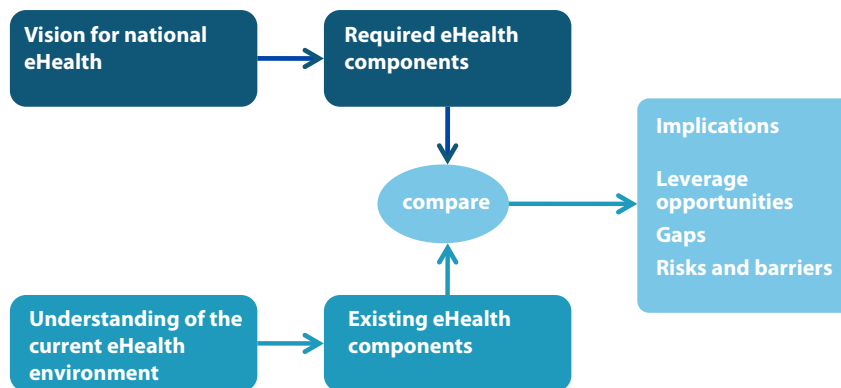 Vision for national
eHealth
Required eHealth
components
compare
Implications
Leverage
opportunities
Gaps
Risks and barriers
Understanding of the
current eHealth
environment
Existing eHealth
components